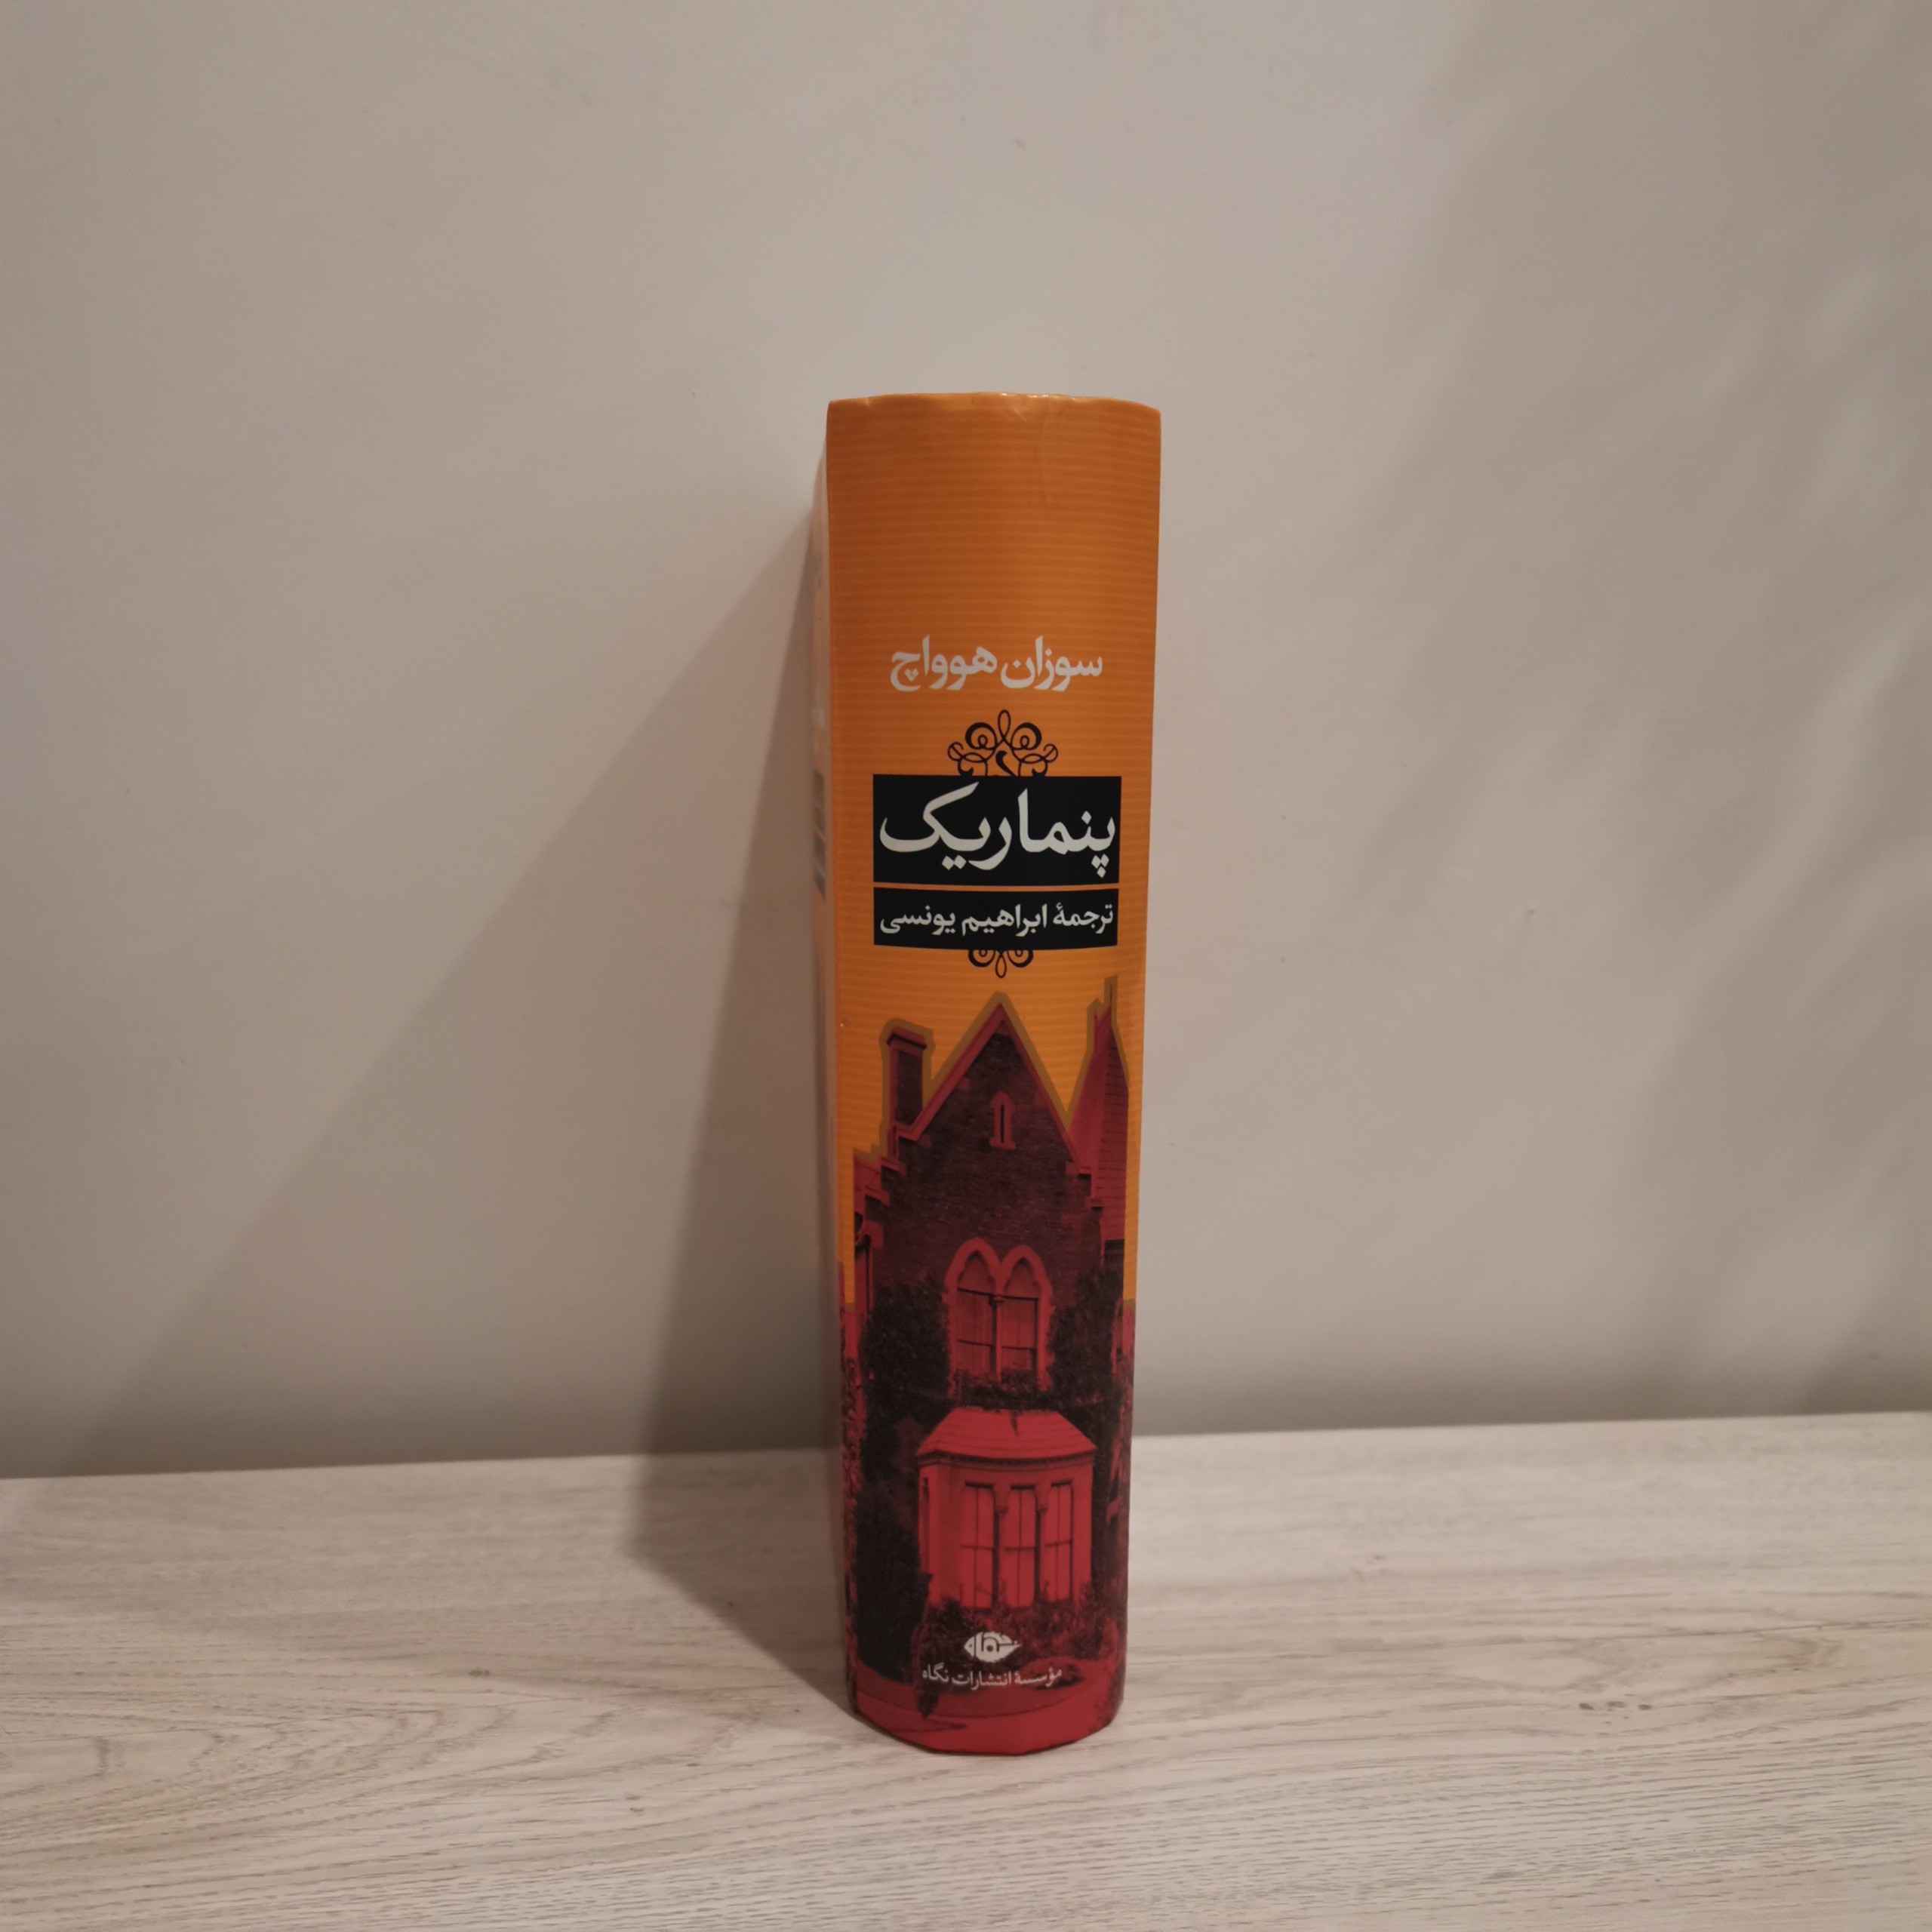 سوزان هوواچ
پنماریک
ترجمهٔ ابراهیم یونسی
مؤسسهٔ انتشارات نگاه